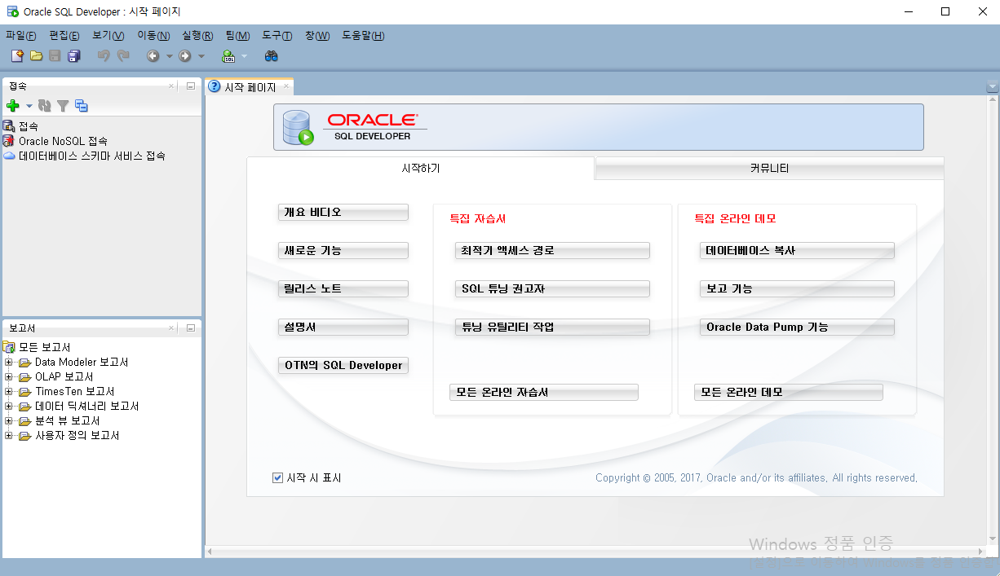 Oracle SQL Developer : 시작 페이지
파일(F) 편집(E) 보기(V) 이동(N) 실행(R) 팀(M) 도구(T) 창(W) 도움말(H)
SQL
접속
접속
Oracle NoSQL 접속
데이터베이스 스키마 서비스 접속
보고서
모든 보고서
Data Modeler 보고서
OLAP 보고서
TimesTen 보고서
데이터 딕셔너리 보고서
분석 뷰 보고서
사용자 정의 보고서
시작 페이지
ORACLE
SQL DEVELOPER
시작하기
커뮤니티
개요 비디오
새로운 기능
릴리스 노트
설명서
OTN의 SQL Developer
특집 자습서
최적기 액세스 경로
SQL 튜닝 권고자
튜닝 유틸리티 작업
모든 온라인 자습서
특집 온라인 데모
데이터베이스 복사
보고 기능
Oracle Data Pump 기능
모든 온라인 데모
시작 시 표시
Copyright © 2005, 2017, Oracle and/or its affiliates. All rights reserved.
Windows 정품 인증
[설정]으로 이동하여 Windows를 정품 인증합